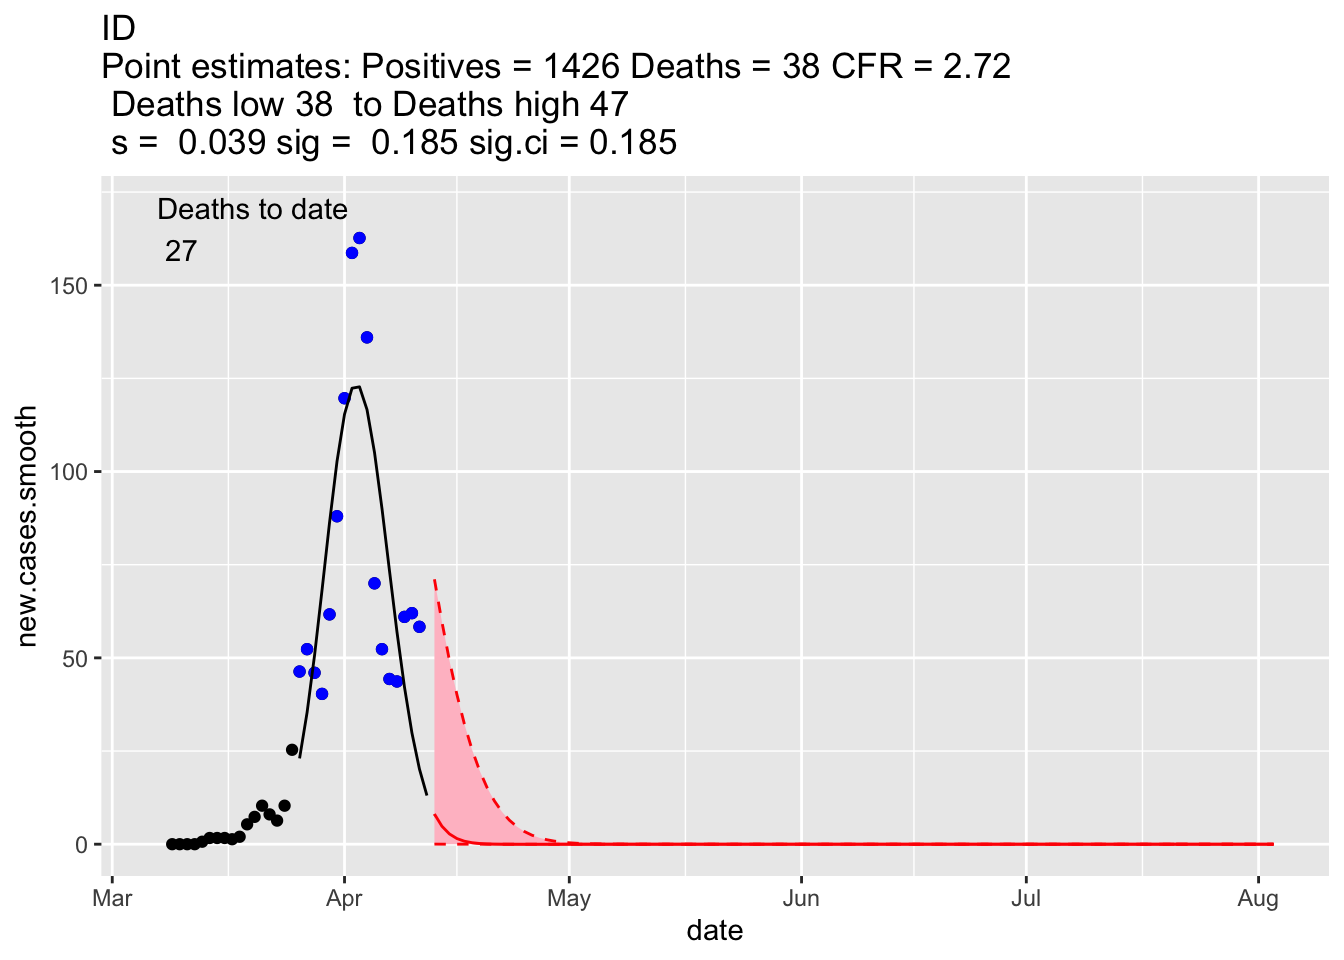 ID
Point estimates: Positives = 1426 Deaths = 38 CFR = 2.72
Deaths low 38  to Deaths high 47
s =  0.039 sig =  0.185 sig.ci = 0.185
Deaths to date
27
150
100
50
0
new.cases.smooth
Mar Apr May Jun Jul Aug
date